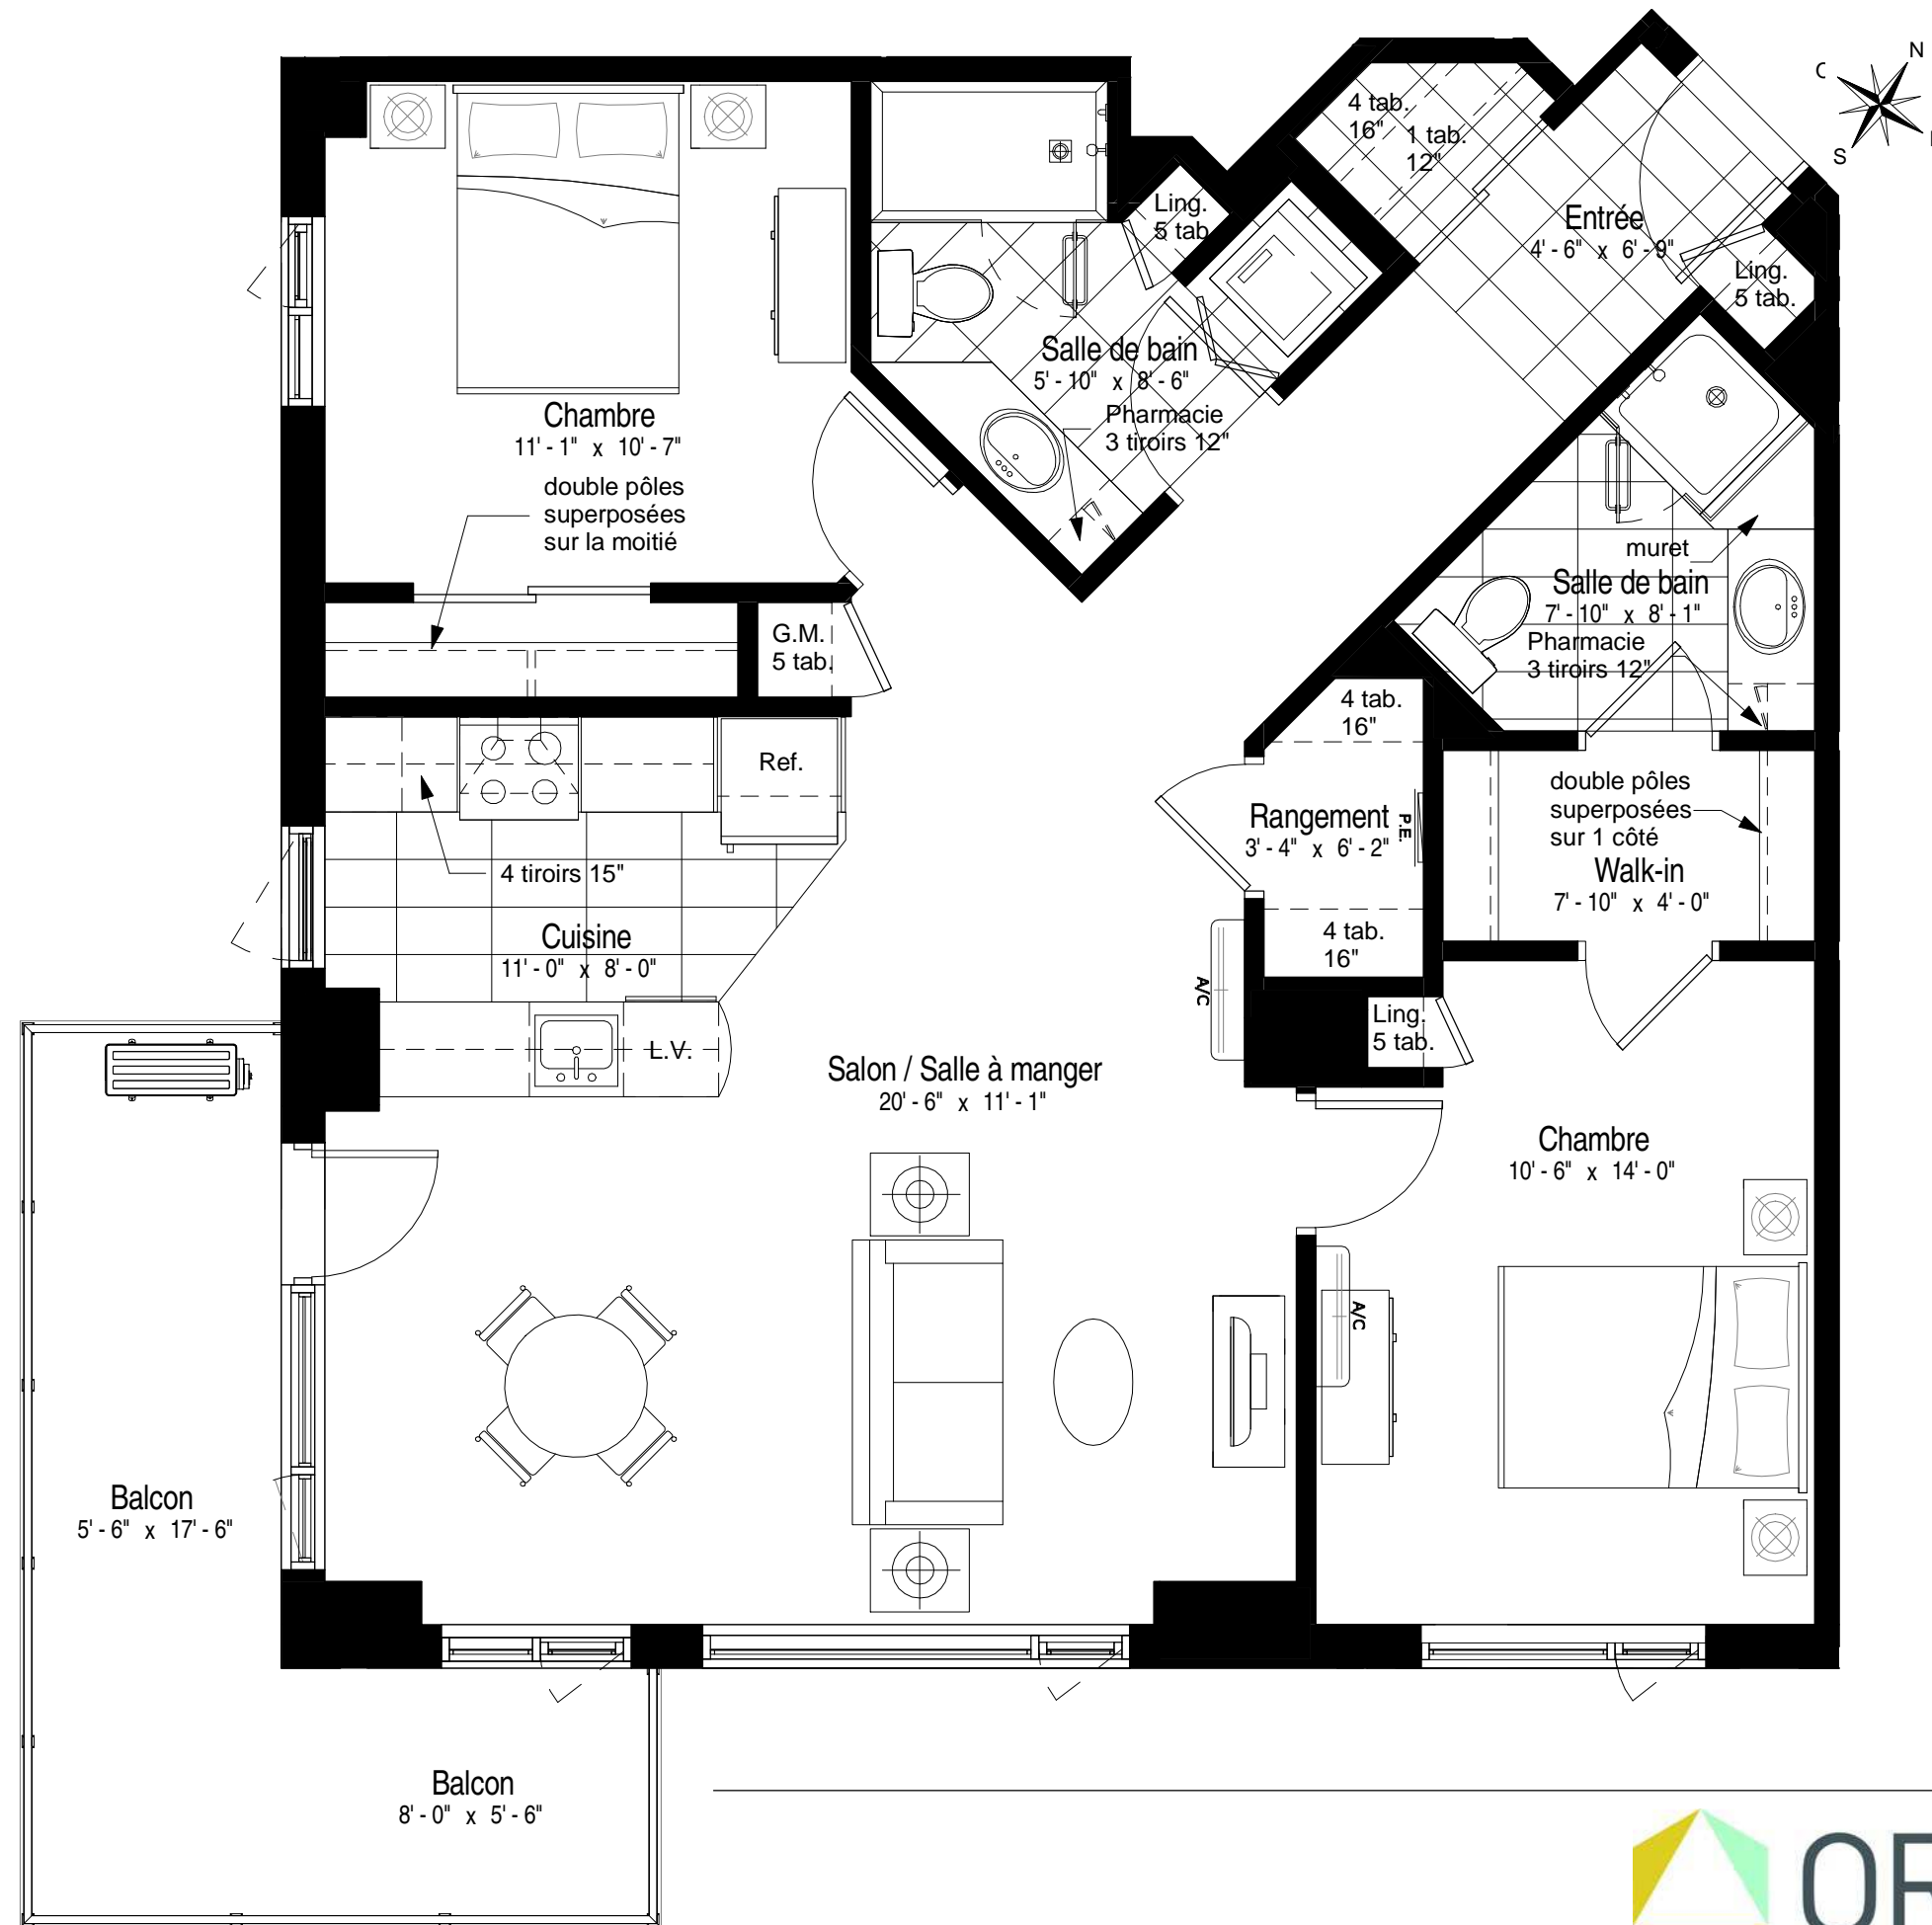 N
S
4 tab.
16"
1 tab.
12"
Ling.
5 tab.
Entrée
4' - 6" x 6' - 9"
Ling.
5 tab.
Salle de bain
5' - 10" x 8' - 6"
Pharmacie
3 tiroirs 12"
Chambre
11' - 1" x 10' - 7"
double pôles
superposées
sur la moitié
muret
Salle de bain
7' - 10" x 8' - 1"
Pharmacie
3 tiroirs 12"
G.M.
5 tab.
4 tab.
16"
Ref.
double pôles
superposées
sur 1 côté
Walk-in
7' - 10" x 4' - 0"
Rangement
3' - 4" x 6' - 2"
P.E.
4 tiroirs 15"
Cuisine
11' - 0" x 8' - 0"
4 tab.
16"
A/C
Ling.
5 tab.
L.V.
Salon / Salle à manger
20' - 6" x 11' - 1"
Chambre
10' - 6" x 14' - 0"
A/C
Balcon
5' - 6" x 17' - 6"
Balcon
8' - 0" x 5' - 6"